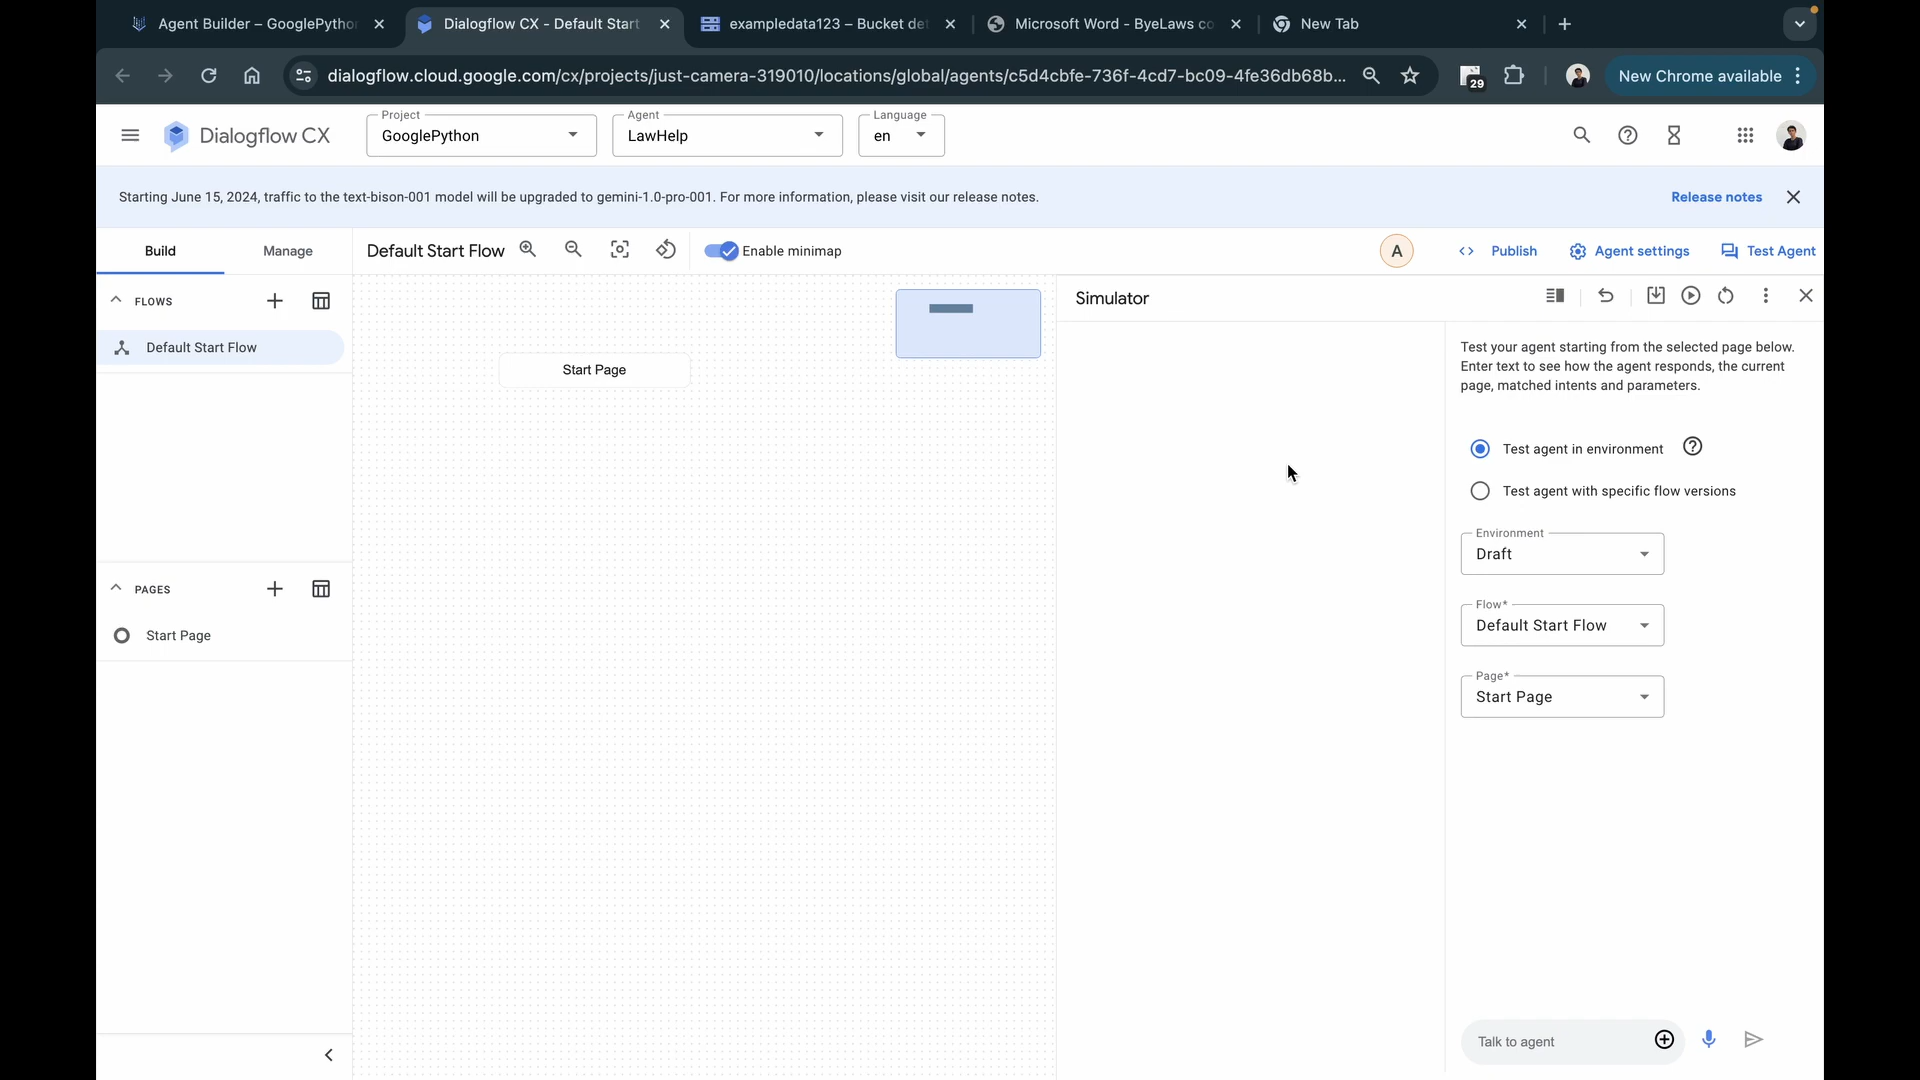 Agent Builder – GooglePython
Dialogflow CX - Default Start
exampledata123 – Bucket det
Microsoft Word - ByeLaws co
New Tab
dialogflow.cloud.google.com/cx/projects/just-camera-319010/locations/global/agents/c5d4cbfe-736f-4cd7-bc09-4fe36db68b...
29
New Chrome available
Dialogflow CX
Project
GooglePython
Agent
LawHelp
Language
en
Starting June 15, 2024, traffic to the text-bison-001 model will be upgraded to gemini-1.0-pro-001. For more information, please visit our release notes.
Release notes
Build
Manage
Default Start Flow
Enable minimap
A
Publish
Agent settings
Test Agent
FLOWS
Default Start Flow
Start Page
PAGES
Start Page
Simulator
Test your agent starting from the selected page below.
Enter text to see how the agent responds, the current
page, matched intents and parameters.
Test agent in environment
Test agent with specific flow versions
Environment
Draft
Flow*
Default Start Flow
Page*
Start Page
Talk to agent